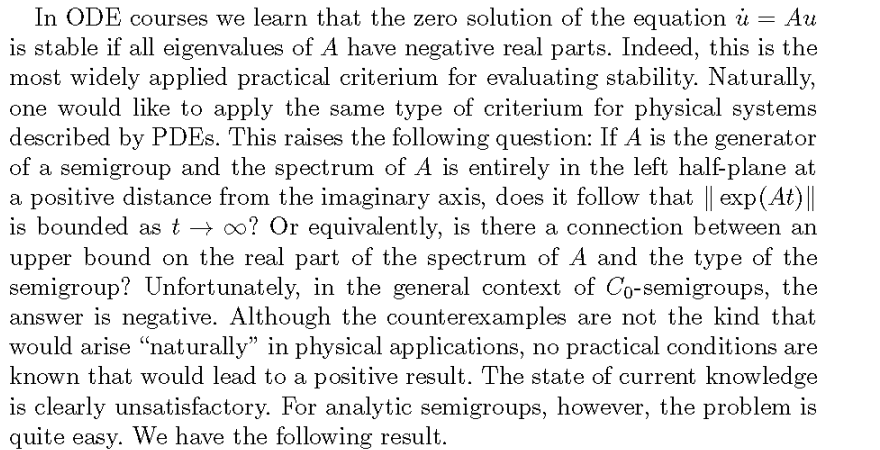 In ODE courses we learn that the zero solution of the equation u̇ = Au
is stable if all eigenvalues of A have negative real parts. Indeed, this is the
most widely applied practical criterium for evaluating stability. Naturally,
one would like to apply the same type of criterium for physical systems
described by PDEs. This raises the following question: If A is the generator
of a semigroup and the spectrum of A is entirely in the left half-plane at
a positive distance from the imaginary axis, does it follow that ‖ exp(At)‖
is bounded as t → ∞? Or equivalently, is there a connection between an
upper bound on the real part of the spectrum of A and the type of the
semigroup? Unfortunately, in the general context of C₀-semigroups, the
answer is negative. Although the counterexamples are not the kind that
would arise “naturally” in physical applications, no practical conditions are
known that would lead to a positive result. The state of current knowledge
is clearly unsatisfactory. For analytic semigroups, however, the problem is
quite easy. We have the following result.